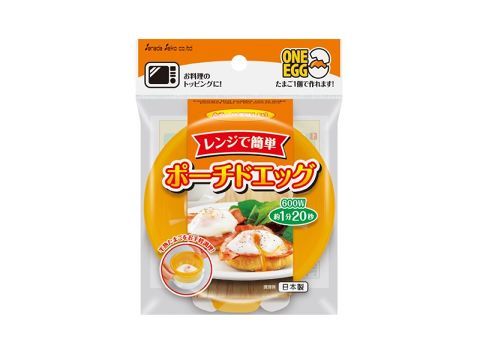 Sanada Seiko co.,ltd
お料理の
トッピングに!
ONE
EGG
たまご1個で作れます!
レンジで簡単
ポーチドエッグ
600W
約1分20秒
日本製